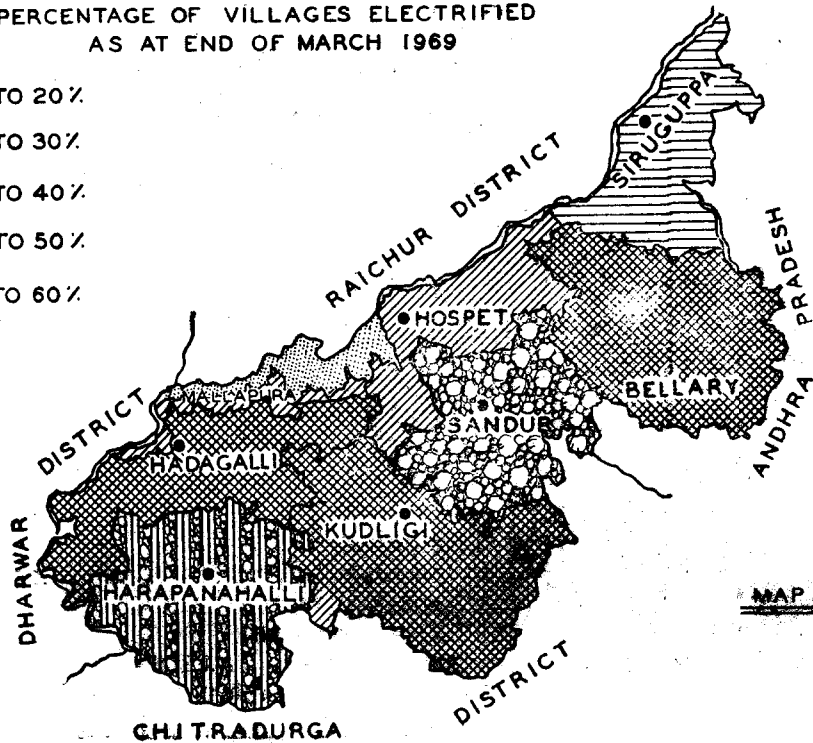 PERCENTAGE OF VILLAGES ELECTRIFIED
AS AT END OF MARCH 1969
TO 20%
TO 30%
TO 40%
TO 50%
TO 60%
SIRUGUPPA
RAICHUR DISTRICT
ANDHRA PRADESH
HOSPET
BELLARY
SANDUR
DHARWAR DISTRICT
HADAGALLI
KUDLIGI
HARAPANAHALLI
MAP
CHITRADURGA DISTRICT